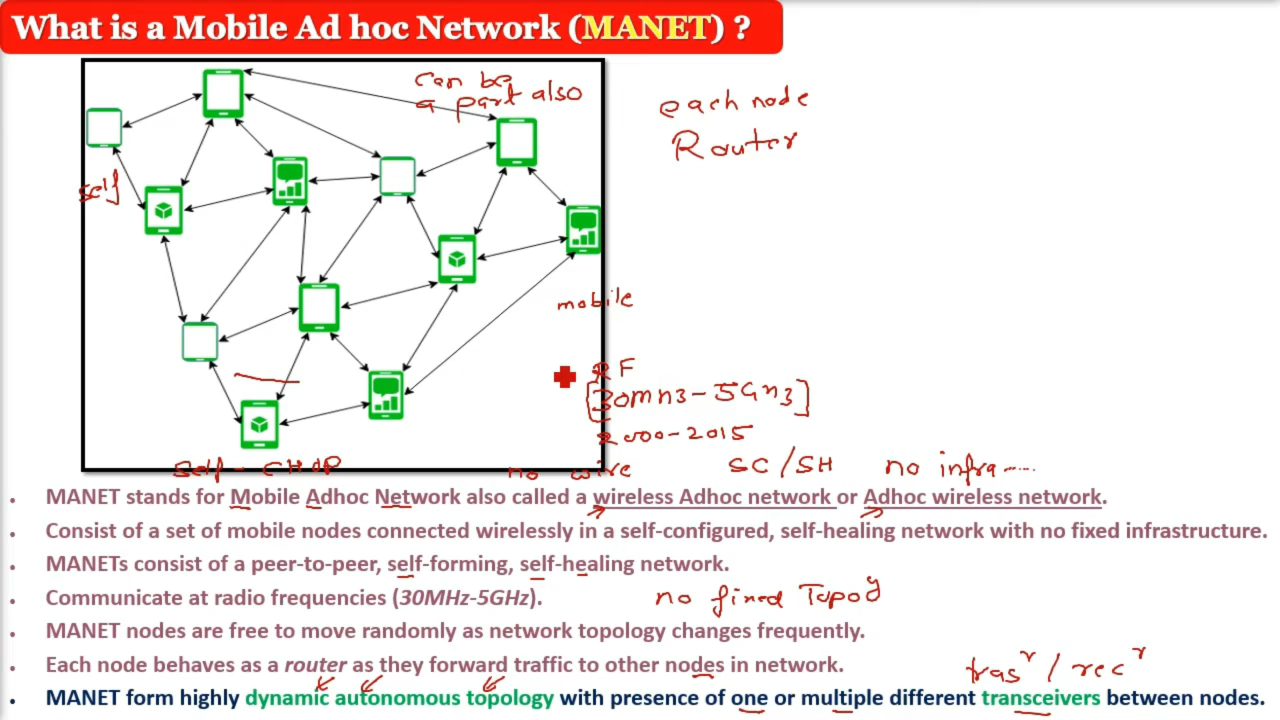 What is a Mobile Ad hoc Network (MANET) ?
can be
a part also
each node
Router
self
mobile
RF
[30MHz-5GHz]
2000-2015
self -
no wire
SC/SH
no infra.....
• MANET stands for Mobile Adhoc Network also called a wireless Adhoc network or Adhoc wireless network.
• Consist of a set of mobile nodes connected wirelessly in a self-configured, self-healing network with no fixed infrastructure.
• MANETs consist of a peer-to-peer, self-forming, self-healing network.
• Communicate at radio frequencies (30MHz-5GHz).
no fixed Topoy
• MANET nodes are free to move randomly as network topology changes frequently.
• Each node behaves as a router as they forward traffic to other nodes in network.
trasʳ/recʳ
• MANET form highly dynamic autonomous topology with presence of one or multiple different transceivers between nodes.